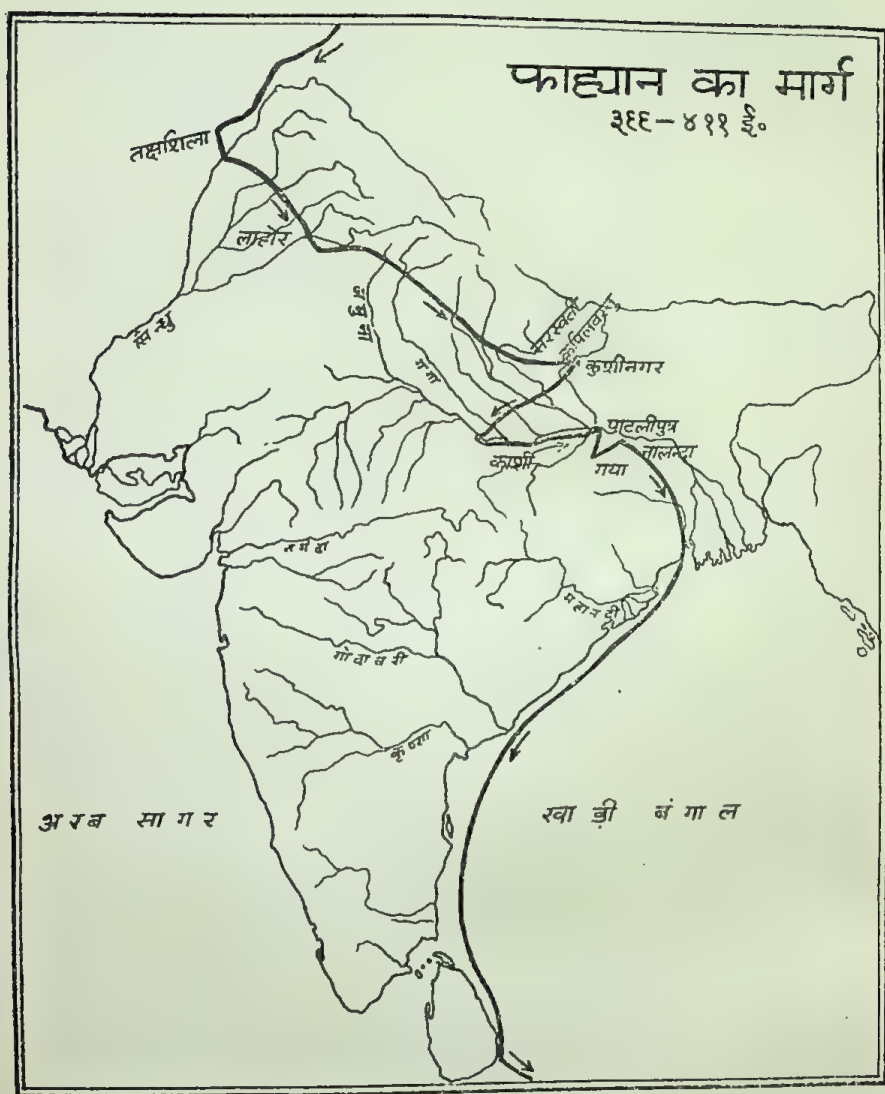 फाह्यान का मार्ग
३९९-४११ ई०
तक्षशिला
लाहौर
सिन्धु
जमुना
गंगा
सरस्वती
कपिलवस्तु
कुशीनगर
पाटलीपुत्र
नालन्दा
गया
काशी
नर्मदा
महानदी
गोदावरी
कृष्णा
अरब सागर
खाड़ी बंगाल